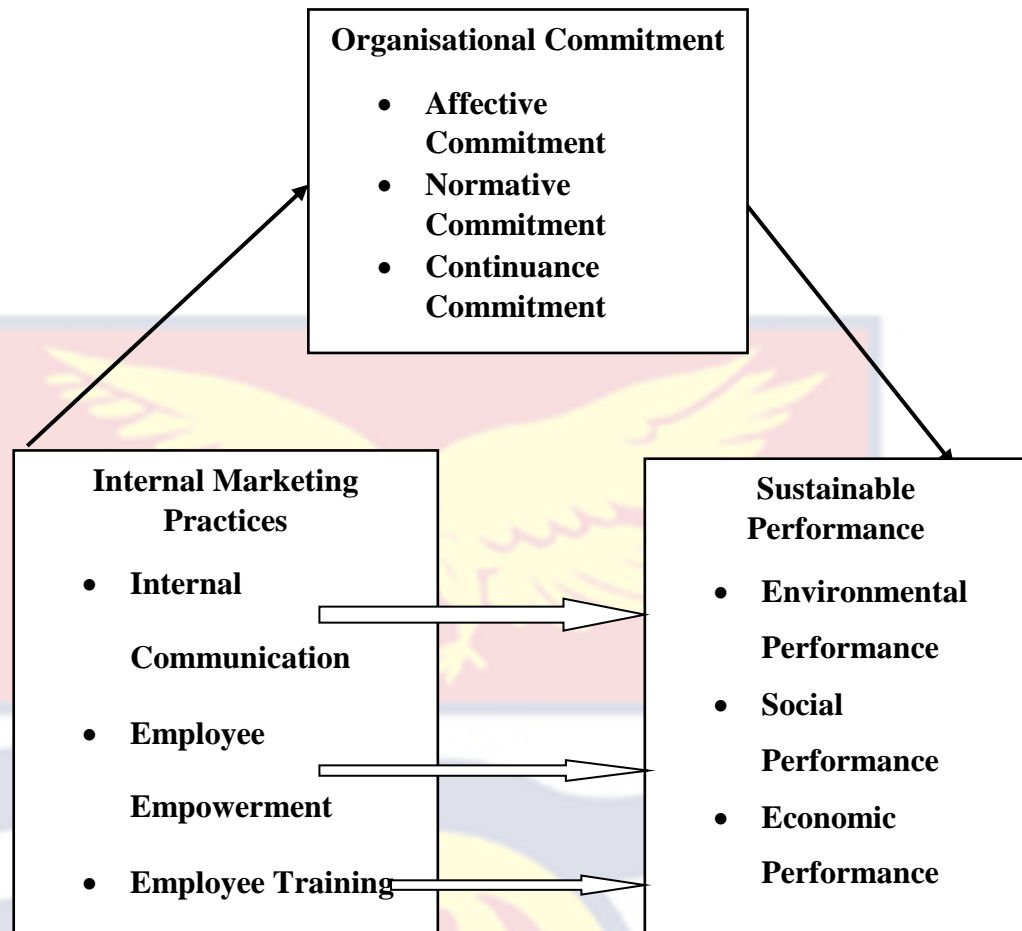 Organisational Commitment
• Affective
Commitment
• Normative
Commitment
• Continuance
Commitment
Internal Marketing
Practices
• Internal
Communication
• Employee
Empowerment
• Employee Training
Sustainable
Performance
• Environmental
Performance
• Social
Performance
• Economic
Performance